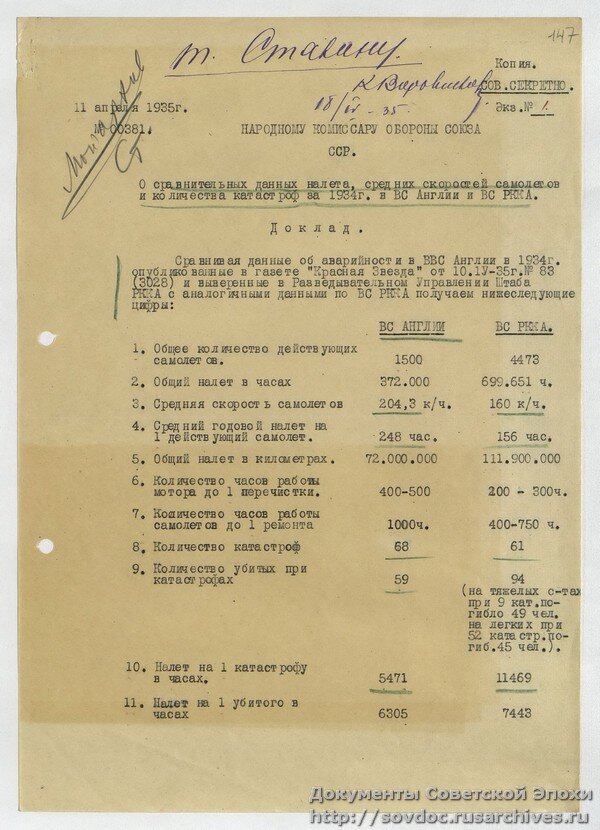 147
т. Сталину.
Копия.
К Ворошилов
СОВ.СЕКРЕТНО.
18/IV-35
Экз.№ 1.
11 апреля 1935г.
№ 00381.
Мой архив
Ст
НАРОДНОМУ КОМИССАРУ ОБОРОНЫ СОЮЗА
ССР.
О сравнительных данных налета, средних скоростей самолетов
и количества катастроф за 1934г. в ВС Англии и ВС РККА.
Доклад.
Сравнивая данные об аварийности в ВВС Англии в 1934г.
опубликованные в газете "Красная Звезда" от 10.1У-35г.№ 83
(3028) и выверенные в Разведывательном Управлении Штаба
РККА с аналогичными данными по ВС РККА получаем нижеследующие
цифры:
ВС АНГЛИИ ВС РККА.
1. Общее количество действующих
самолетов. 1500 4473
2. Общий налет в часах 372.000 699.651 ч.
3. Средняя скорость самолетов 204,3 к/ч. 160 к/ч.
4. Средний годовой налет на
1 действующий самолет. 248 час. 156 час.
5. Общий налет в километрах. 72.000.000 111.900.000
6. Количество часов работы
мотора до 1 перечистки. 400-500 200 - 300ч.
7. Количество часов работы
самолетов до 1 ремонта 1000ч. 400-750 ч.
8. Количество катастроф 68 61
9. Количество убитых при
катастрофах 59 94
(на тяжелых с-тах
при 9 кат.по-
гибло 49 чел.
на легких при
52 катастр.по-
гиб.45 чел.).
10. Налет на 1 катастрофу
в часах. 5471 11469
11. Налет на 1 убитого в
часах 6305 7443
Документы Советской Эпохи
http://sovdoc.rusarchives.ru